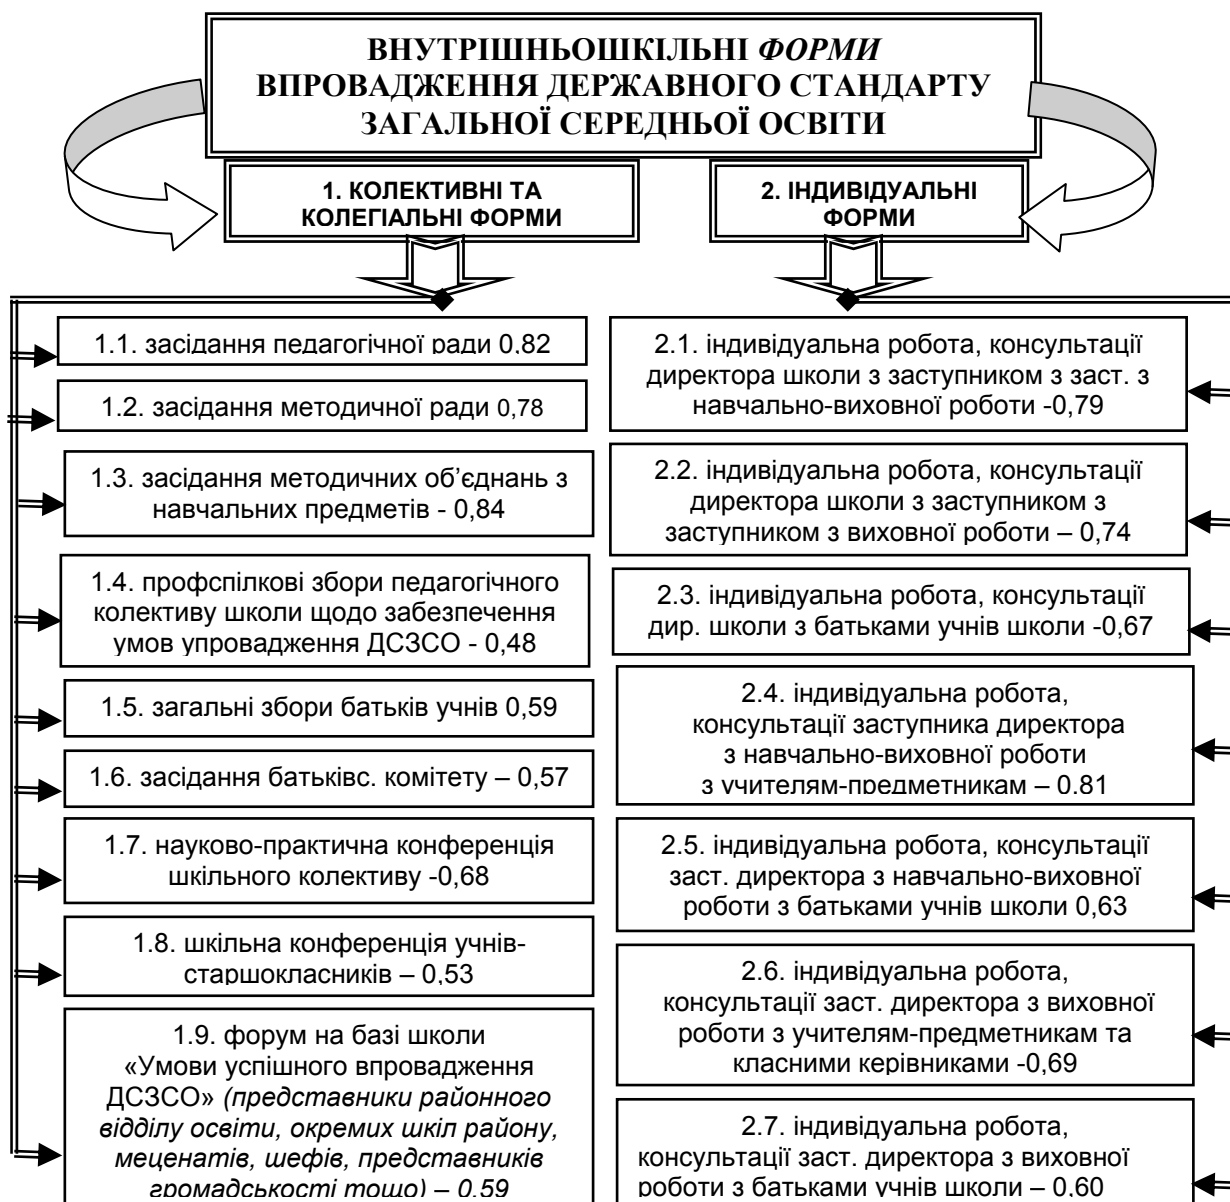 ВНУТРІШНЬОШКІЛЬНІ ФОРМИ
ВПРОВАДЖЕННЯ ДЕРЖАВНОГО СТАНДАРТУ
ЗАГАЛЬНОЇ СЕРЕДНЬОЇ ОСВІТИ
1. КОЛЕКТИВНІ ТА
КОЛЕГІАЛЬНІ ФОРМИ
2. ІНДИВІДУАЛЬНІ
ФОРМИ
1.1. засідання педагогічної ради 0,82
1.2. засідання методичної ради 0,78
1.3. засідання методичних об’єднань з
навчальних предметів - 0,84
1.4. профспілкові збори педагогічного
колективу школи щодо забезпечення
умов упровадження ДСЗСО - 0,48
1.5. загальні збори батьків учнів 0,59
1.6. засідання батьківс. комітету – 0,57
1.7. науково-практична конференція
шкільного колективу -0,68
1.8. шкільна конференція учнів-
старшокласників – 0,53
1.9. форум на базі школи
«Умови успішного впровадження
ДСЗСО» (представники районного
відділу освіти, окремих шкіл району,
меценатів, шефів, представників
громадськості тощо) – 0,59
2.1. індивідуальна робота, консультації
директора школи з заступником з заст. з
навчально-виховної роботи -0,79
2.2. індивідуальна робота, консультації
директора школи з заступником з
заступником з виховної роботи – 0,74
2.3. індивідуальна робота, консультації
дир. школи з батьками учнів школи -0,67
2.4. індивідуальна робота,
консультації заступника директора
з навчально-виховної роботи
з учителям-предметникам – 0.81
2.5. індивідуальна робота, консультації
заст. директора з навчально-виховної
роботи з батьками учнів школи 0,63
2.6. індивідуальна робота,
консультації заст. директора з виховної
роботи з учителям-предметникам та
класними керівниками -0,69
2.7. індивідуальна робота,
консультації заст. директора з виховної
роботи з батьками учнів школи – 0,60